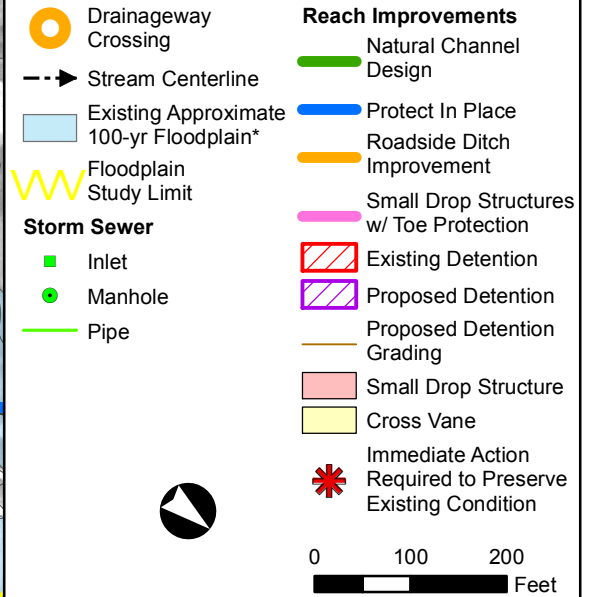 Drainageway
Crossing
Stream Centerline
Existing Approximate
100-yr Floodplain*
Floodplain
Study Limit
Storm Sewer
Inlet
Manhole
Pipe
Reach Improvements
Natural Channel
Design
Protect In Place
Roadside Ditch
Improvement
Small Drop Structures
w/ Toe Protection
Existing Detention
Proposed Detention
Proposed Detention
Grading
Small Drop Structure
Cross Vane
Immediate Action
Required to Preserve
Existing Condition
0 100 200
Feet